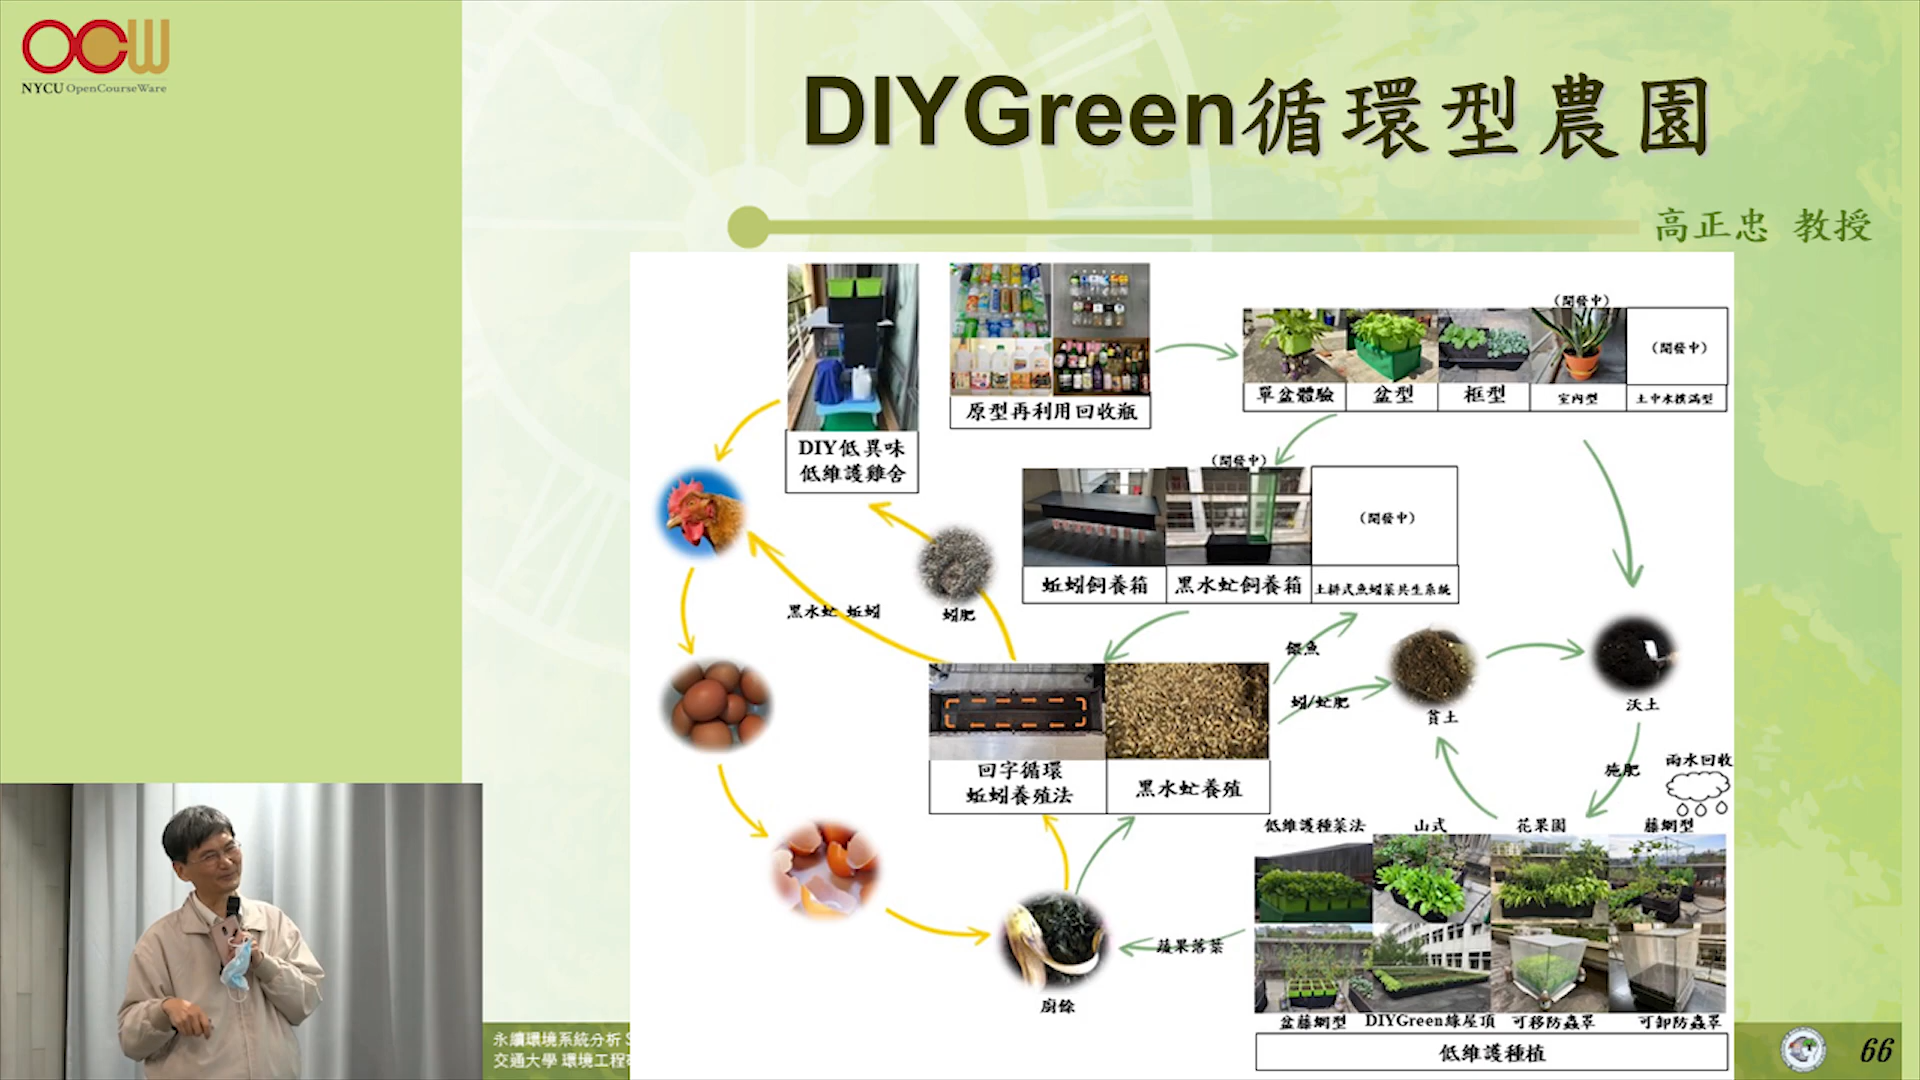 OCW
NYCU OpenCourseWare
DIYGreen循環型農園
高正忠 教授
DIY低異味
低維護雞舍
原型再利用回收瓶
(開發中)
(開發中)
單盆體驗
盆型
框型
室內型
土中水撲滿型
(開發中)
(開發中)
蚯蚓飼養箱
黑水虻飼養箱
土耕式魚蚓菜共生系統
黑水虻 蚯蚓
蚓肥
餵魚
蚓/虻肥
貧土
沃土
回字循環
蚯蚓養殖法
黑水虻養殖
施肥
雨水回收
低維護種菜法
山式
花果園
藤網型
蔬果落葉
廚餘
盆藤網型
DIYGreen綠屋頂
可移防蟲罩
可卸防蟲罩
低維護種植
永續環境系統分析 S
交通大學 環境工程
66